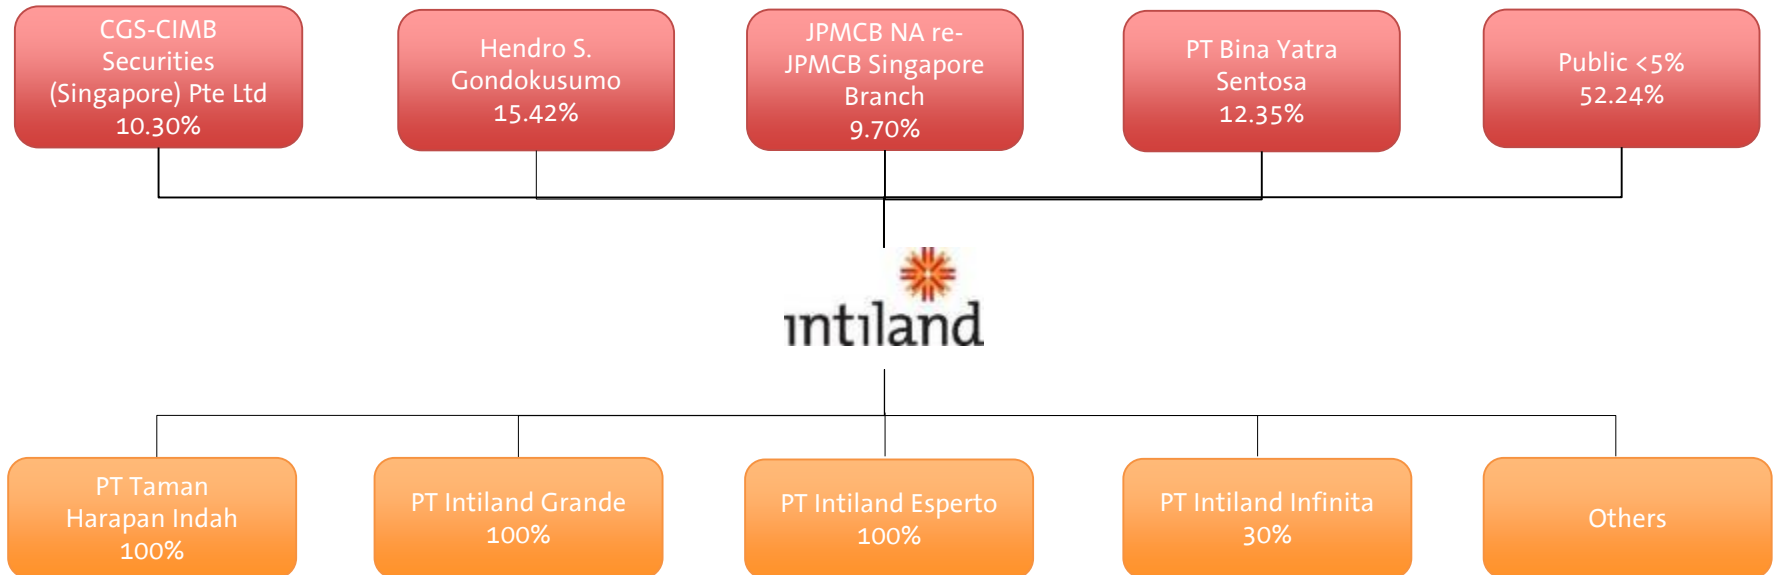 CGS-CIMB
Securities
(Singapore) Pte Ltd
10.30%
Hendro S.
Gondokusumo
15.42%
JPMCB NA re-
JPMCB Singapore
Branch
9.70%
PT Bina Yatra
Sentosa
12.35%
Public <5%
52.24%
intiland
PT Taman
Harapan Indah
100%
PT Intiland Grande
100%
PT Intiland Esperto
100%
PT Intiland Infinita
30%
Others